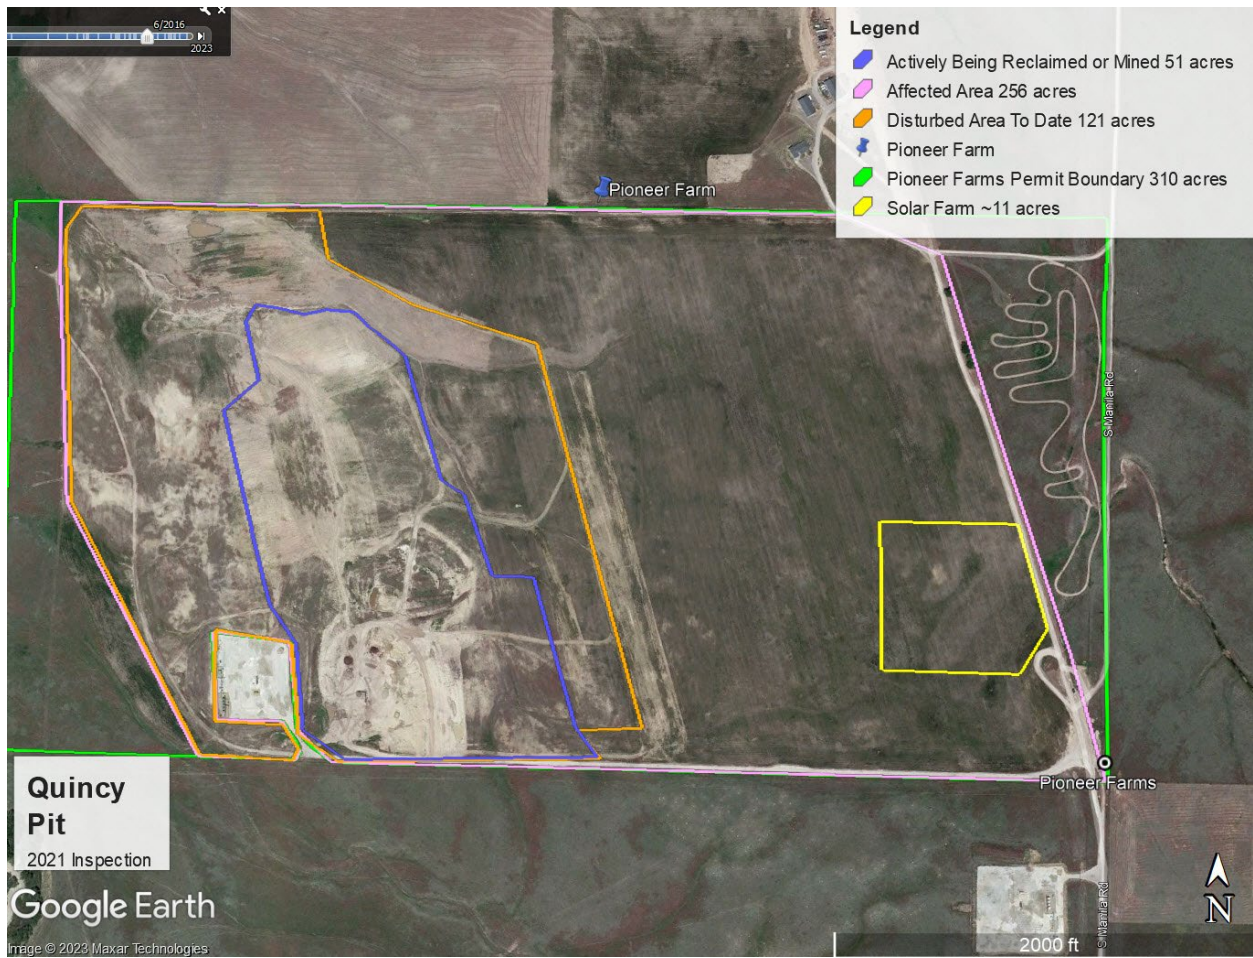 6/2016
2023
Legend
Actively Being Reclaimed or Mined 51 acres
Affected Area 256 acres
Disturbed Area To Date 121 acres
Pioneer Farm
Pioneer Farms Permit Boundary 310 acres
Solar Farm ~11 acres
Pioneer Farm
S Manila Rd
Pioneer Farms
Quincy
Pit
2021 Inspection
Google Earth
Image © 2023 Maxar Technologies
S Manila Rd
N
2000 ft